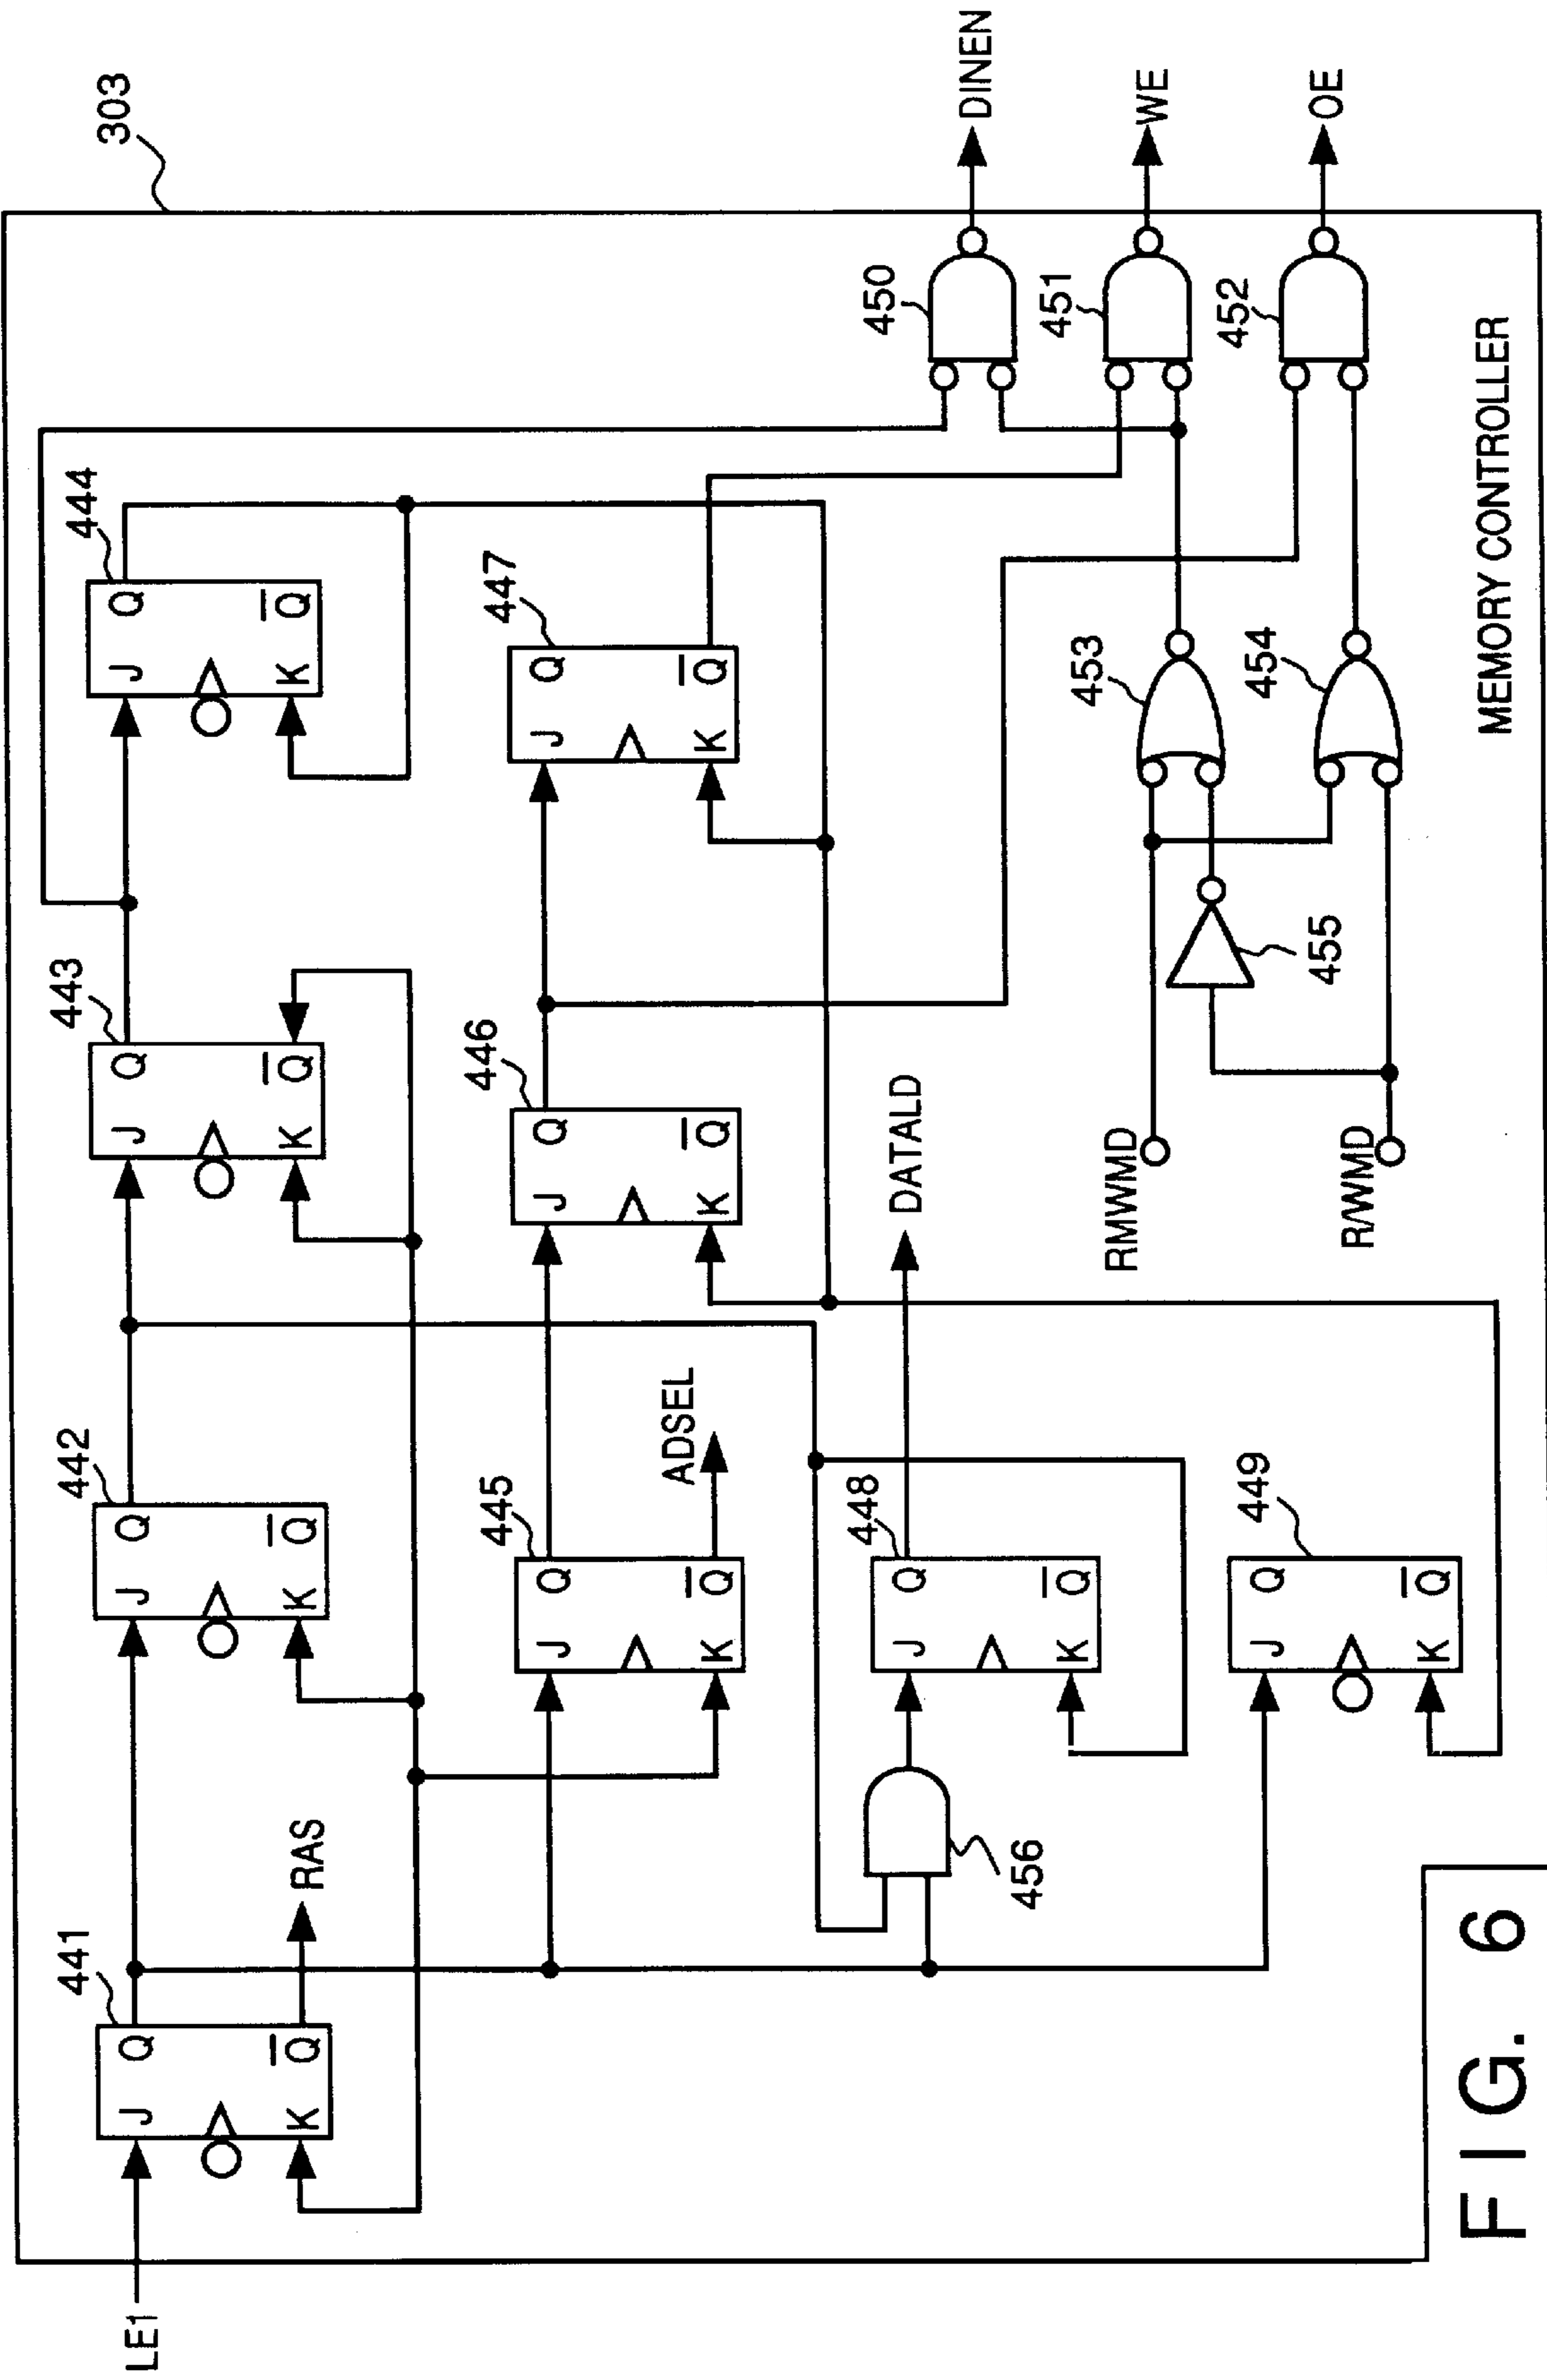 303
441
J Q
K Q̅
442
J Q
K Q̅
443
J Q
K Q̅
444
J Q
K Q̅
LE1
RAS
445
J Q
K Q̅
ADSEL
446
J Q
K Q̅
447
J Q
K Q̅
450
DINEN
451
WE
452
OE
456
448
J Q
K Q̅
DATALD
449
J Q
K Q̅
RMWMD
R/WMD
455
453
454
MEMORY CONTROLLER
FIG. 6